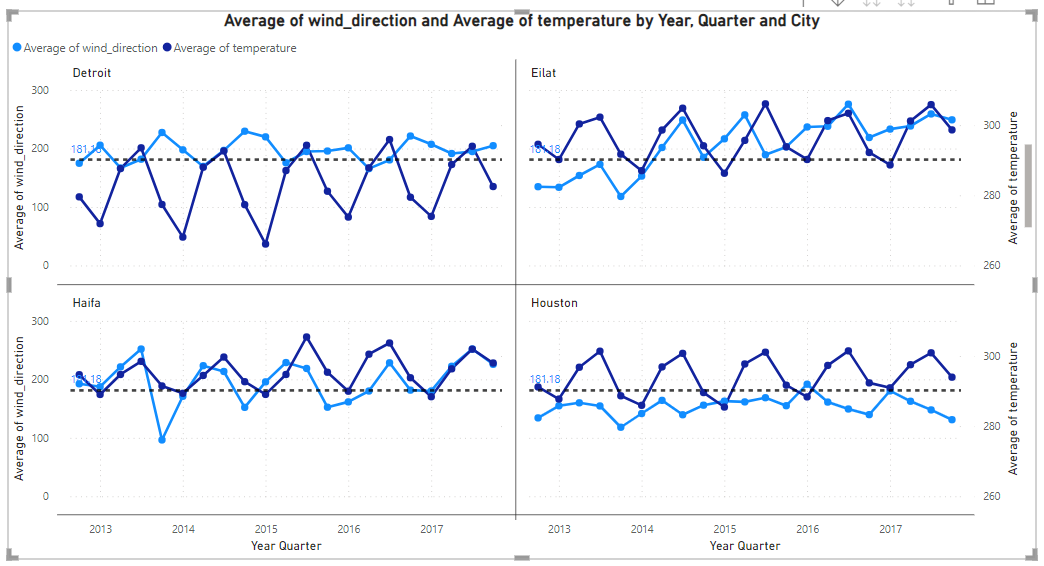 Average of wind_direction and Average of temperature by Year, Quarter and City
Average of wind_direction Average of temperature
Detroit
Eilat
300
200
100
0
Average of wind_direction
181.18
181.18
300
280
260
Average of temperature
Haifa
Houston
300
200
100
0
Average of wind_direction
181.18
181.18
300
280
260
Average of temperature
2013 2014 2015 2016 2017
2013 2014 2015 2016 2017
Year Quarter
Year Quarter